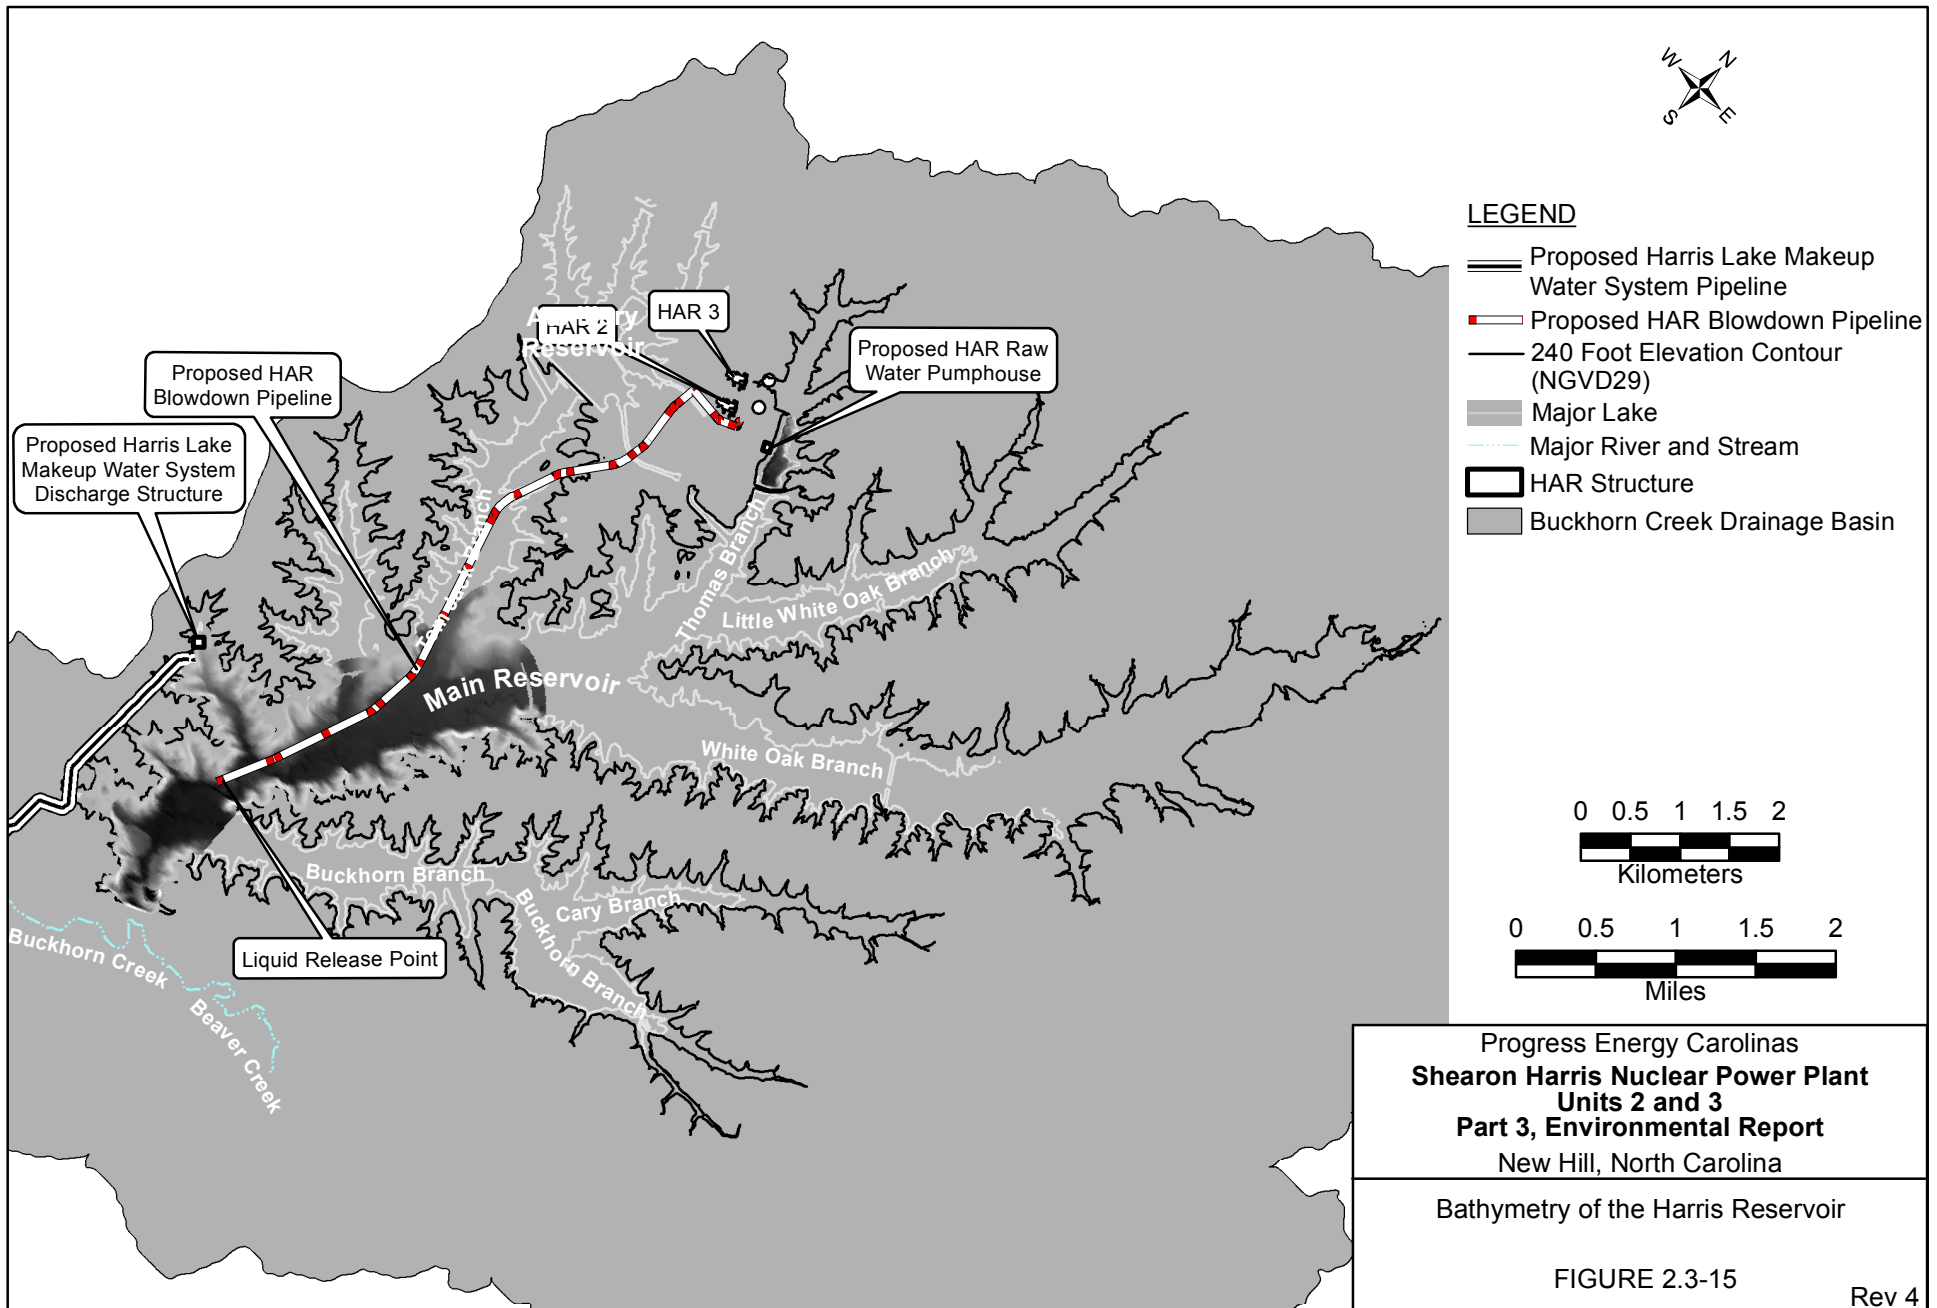 W
N
S
E
LEGEND
Proposed Harris Lake Makeup
Water System Pipeline
Proposed HAR Blowdown Pipeline
240 Foot Elevation Contour
(NGVD29)
Major Lake
Major River and Stream
HAR Structure
Buckhorn Creek Drainage Basin
HAR 3
HAR 2
Auxiliary
Reservoir
Proposed HAR Raw
Water Pumphouse
Proposed HAR
Blowdown Pipeline
Proposed Harris Lake
Makeup Water System
Discharge Structure
Tom Jack Branch
Thomas Branch
Little White Oak Branch
Main Reservoir
White Oak Branch
Buckhorn Branch
Cary Branch
Buckhorn Branch
Liquid Release Point
Buckhorn Creek
Beaver Creek
0 0.5 1 1.5 2
Kilometers
0 0.5 1 1.5 2
Miles
Progress Energy Carolinas
Shearon Harris Nuclear Power Plant
Units 2 and 3
Part 3, Environmental Report
New Hill, North Carolina
Bathymetry of the Harris Reservoir
FIGURE 2.3-15
Rev 4